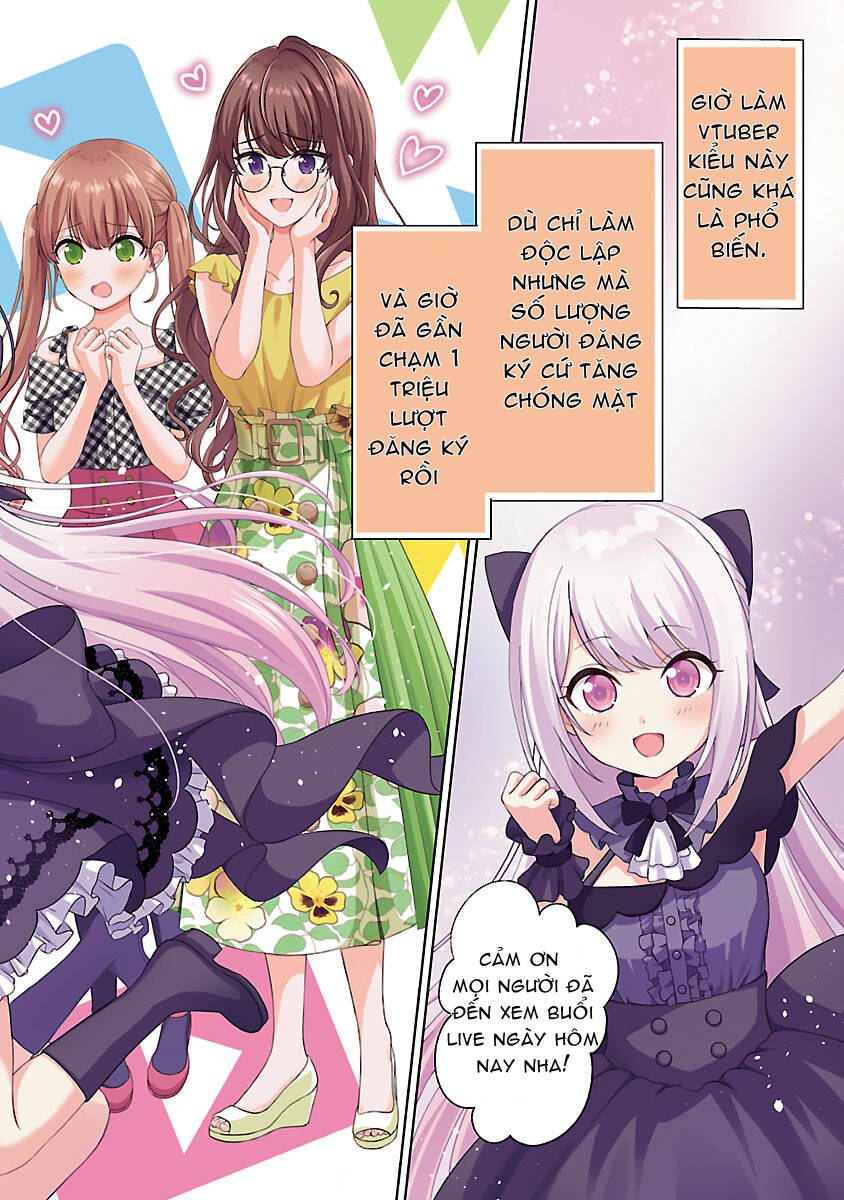 GIỜ LÀM
VTUBER
KIỂU NÀY
CŨNG KHÁ
LÀ PHỔ
BIẾN.
DÙ CHỈ LÀM
ĐỘC LẬP
NHƯNG MÀ
SỐ LƯỢNG
NGƯỜI ĐĂNG
KÝ CỨ TĂNG
CHÓNG MẶT
VÀ GIỜ
ĐÃ GẦN
CHẠM 1
TRIỆU
LƯỢT
ĐĂNG KÝ
RỒI
CẢM ƠN
MỌI NGƯỜI ĐÃ
ĐẾN XEM BUỔI
LIVE NGÀY HÔM
NAY NHA!